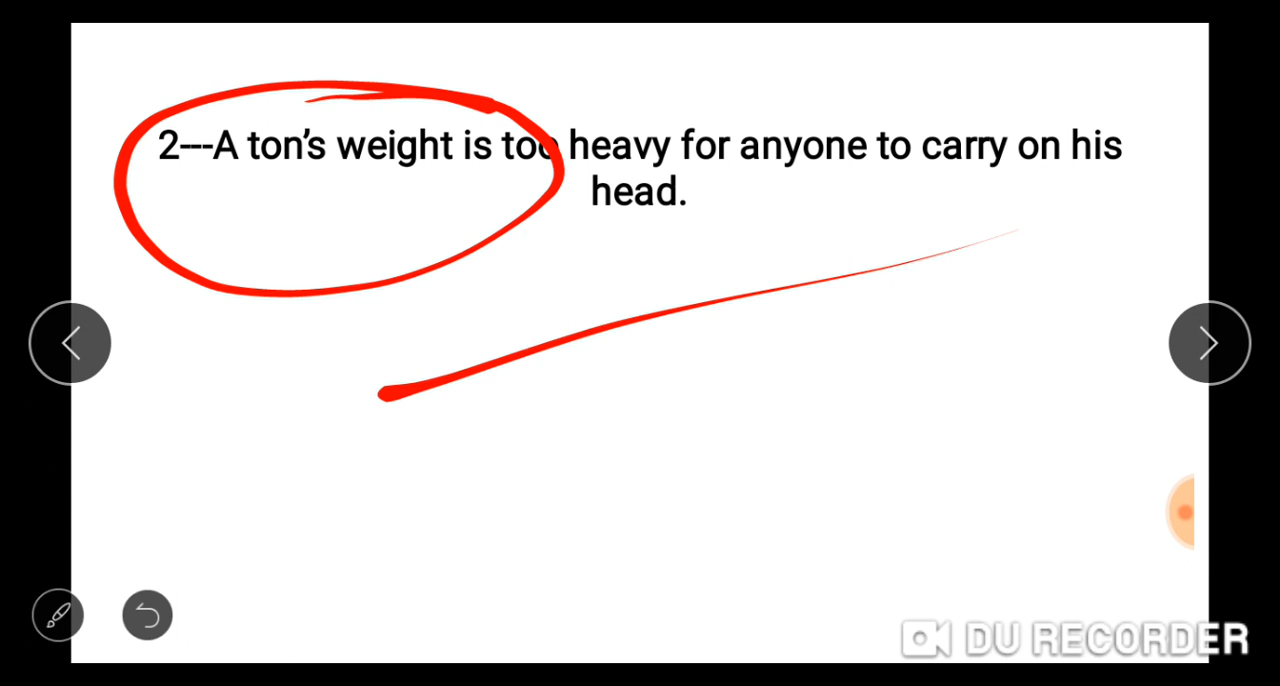 2---A ton’s weight is too heavy for anyone to carry on his
head.
DU RECORDER